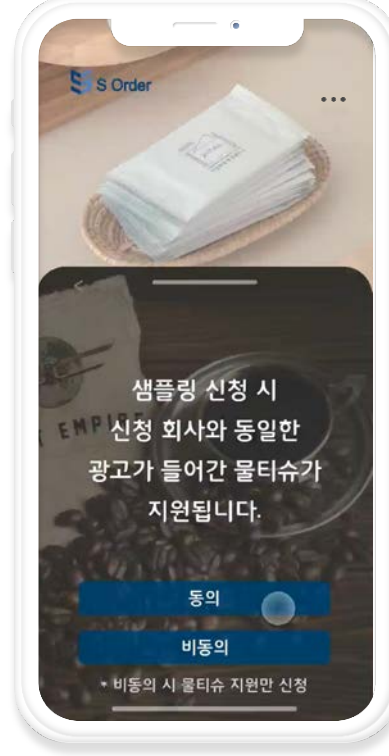 S Order
샘플링 신청 시
EMPIRE
신청 회사와 동일한
광고가 들어간 물티슈가
지원됩니다.
동의
비동의
* 비동의 시 물티슈 지원만 신청